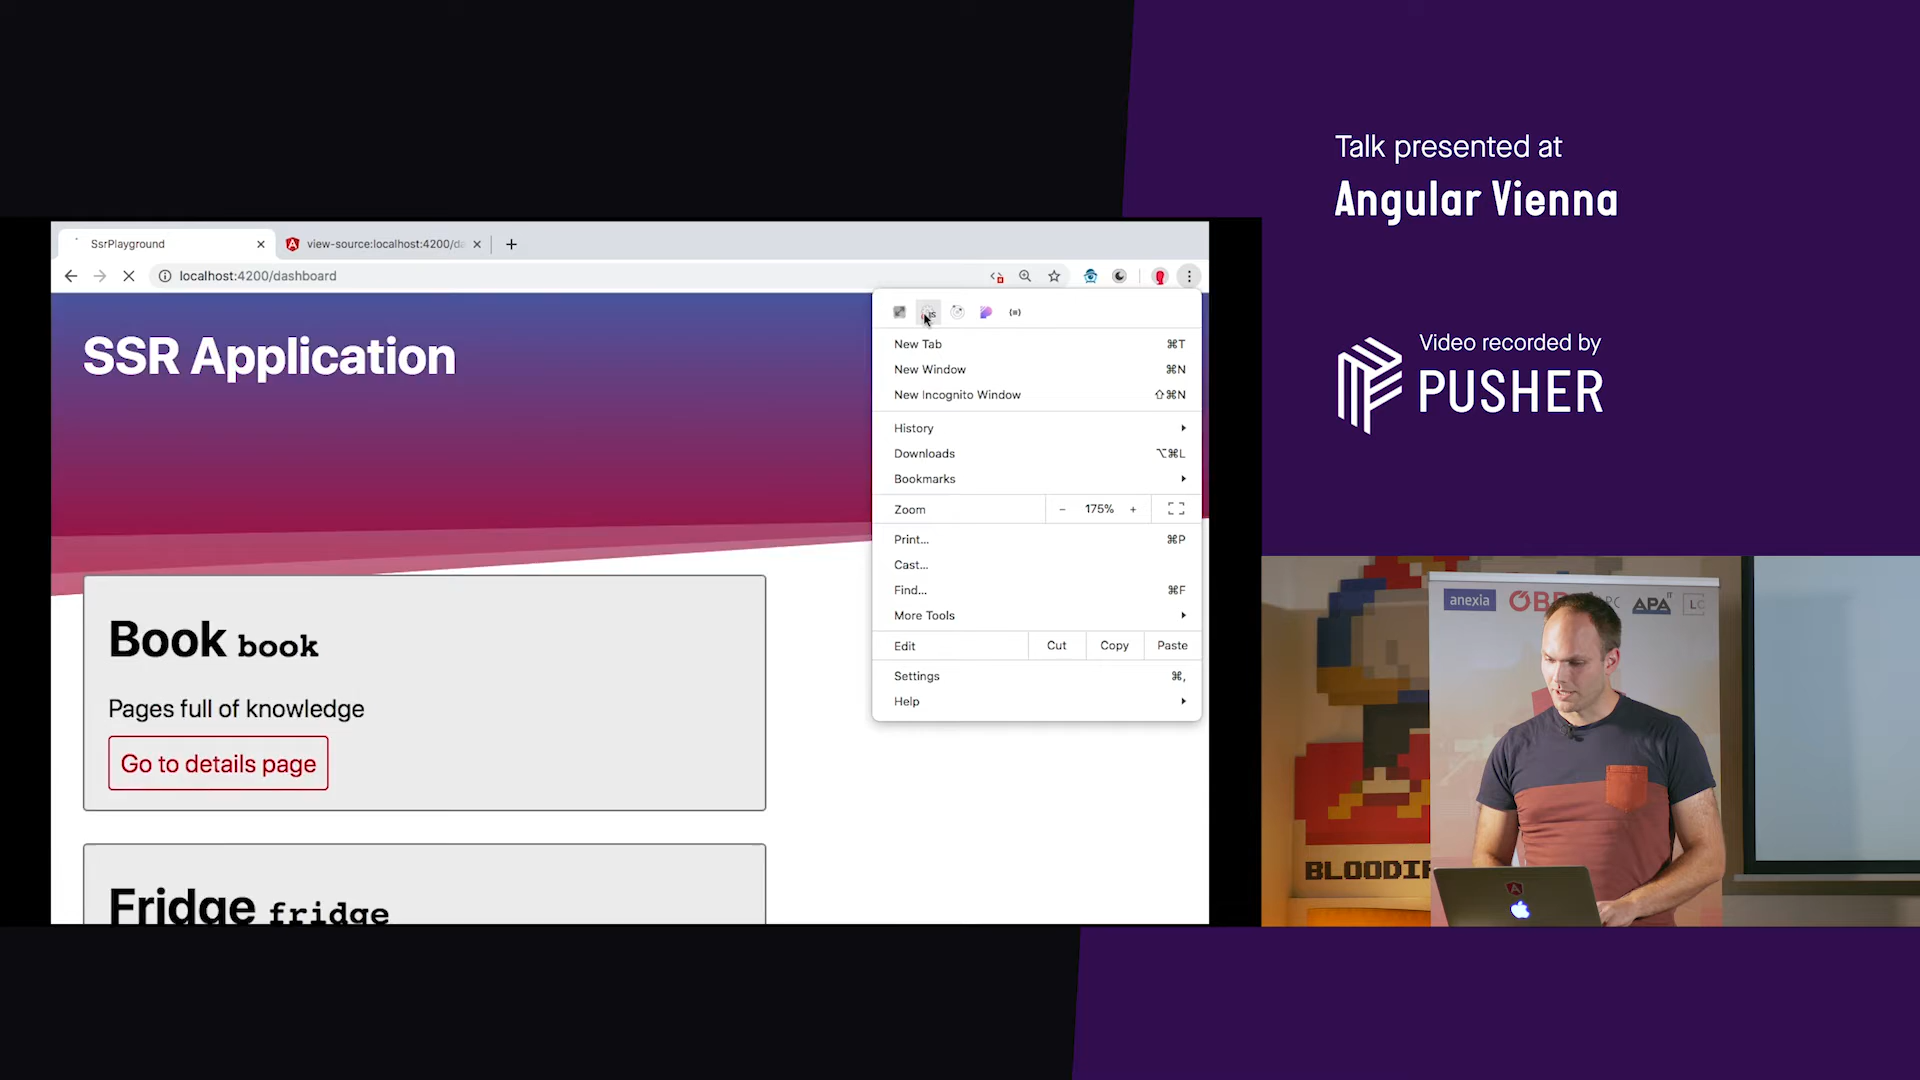 Talk presented at
Angular Vienna
Video recorded by
PUSHER
SsrPlayground
view-source:localhost:4200/da
localhost:4200/dashboard
SSR Application
Book book
Pages full of knowledge
Go to details page
Fridge fridge
New Tab ⌘T
New Window ⌘N
New Incognito Window ⇧⌘N
History
Downloads ⌥⌘L
Bookmarks
Zoom − 175% +
Print... ⌘P
Cast...
Find... ⌘F
More Tools
Edit Cut Copy Paste
Settings ⌘,
Help
anexia
APA IT
LC
BLOODI